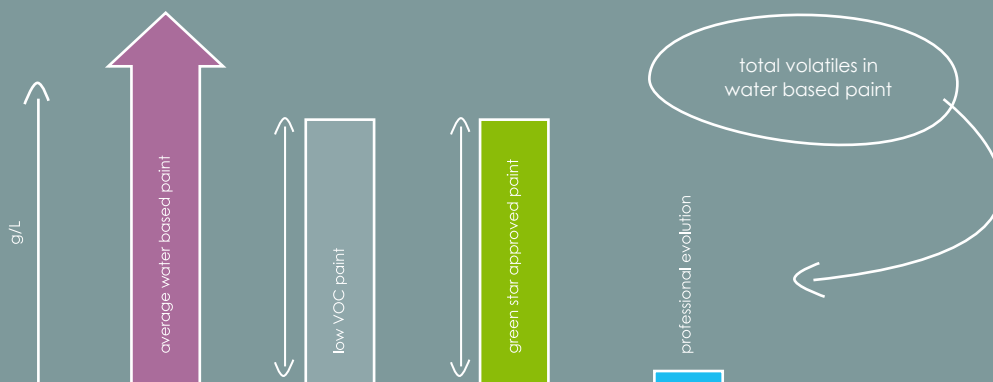 total volatiles in
water based paint
g/L
average water based paint
low VOC paint
green star approved paint
professional evolution